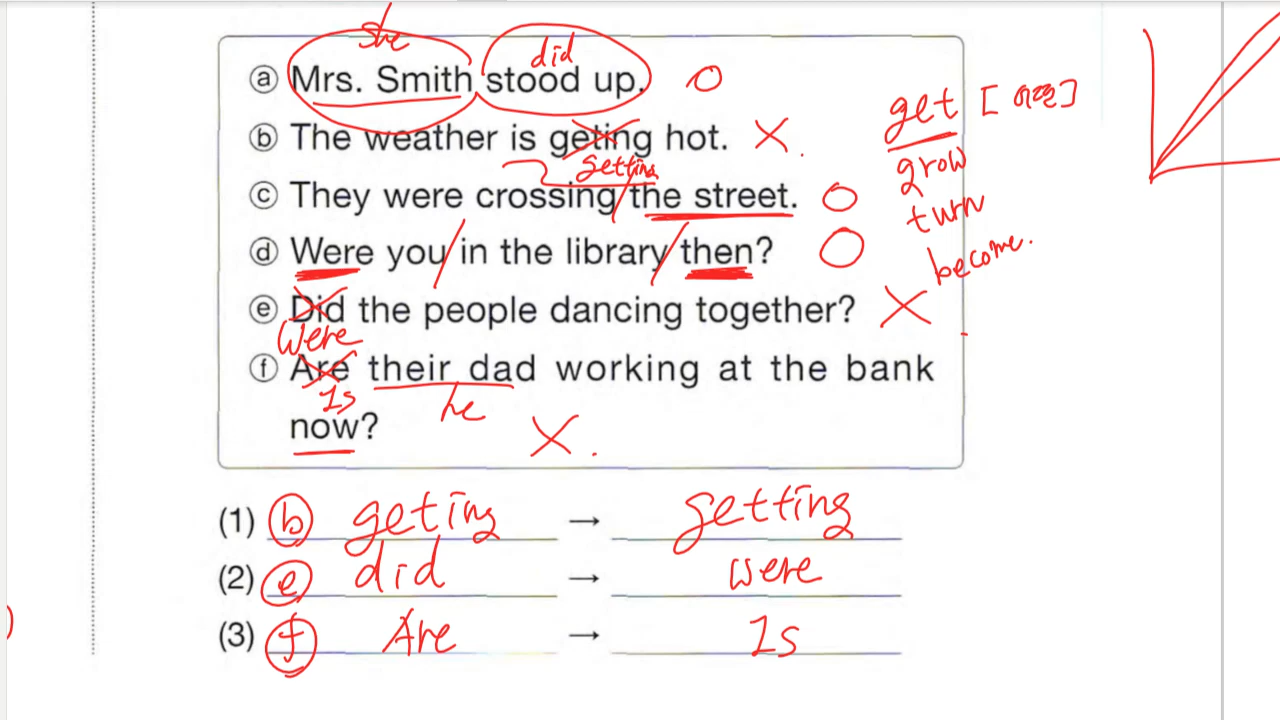 she
did
ⓐ Mrs. Smith stood up. O
ⓑ The weather is geting hot. X.
getting
ⓒ They were crossing the street. O
ⓓ Were you in the library then? O
ⓔ Did the people dancing together? X.
Were
ⓕ Are their dad working at the bank
Is he
now? X.
get
grow
turn
become.
(1) ⓑ geting → getting
(2) ⓔ did → were
(3) ⓕ Are → Is